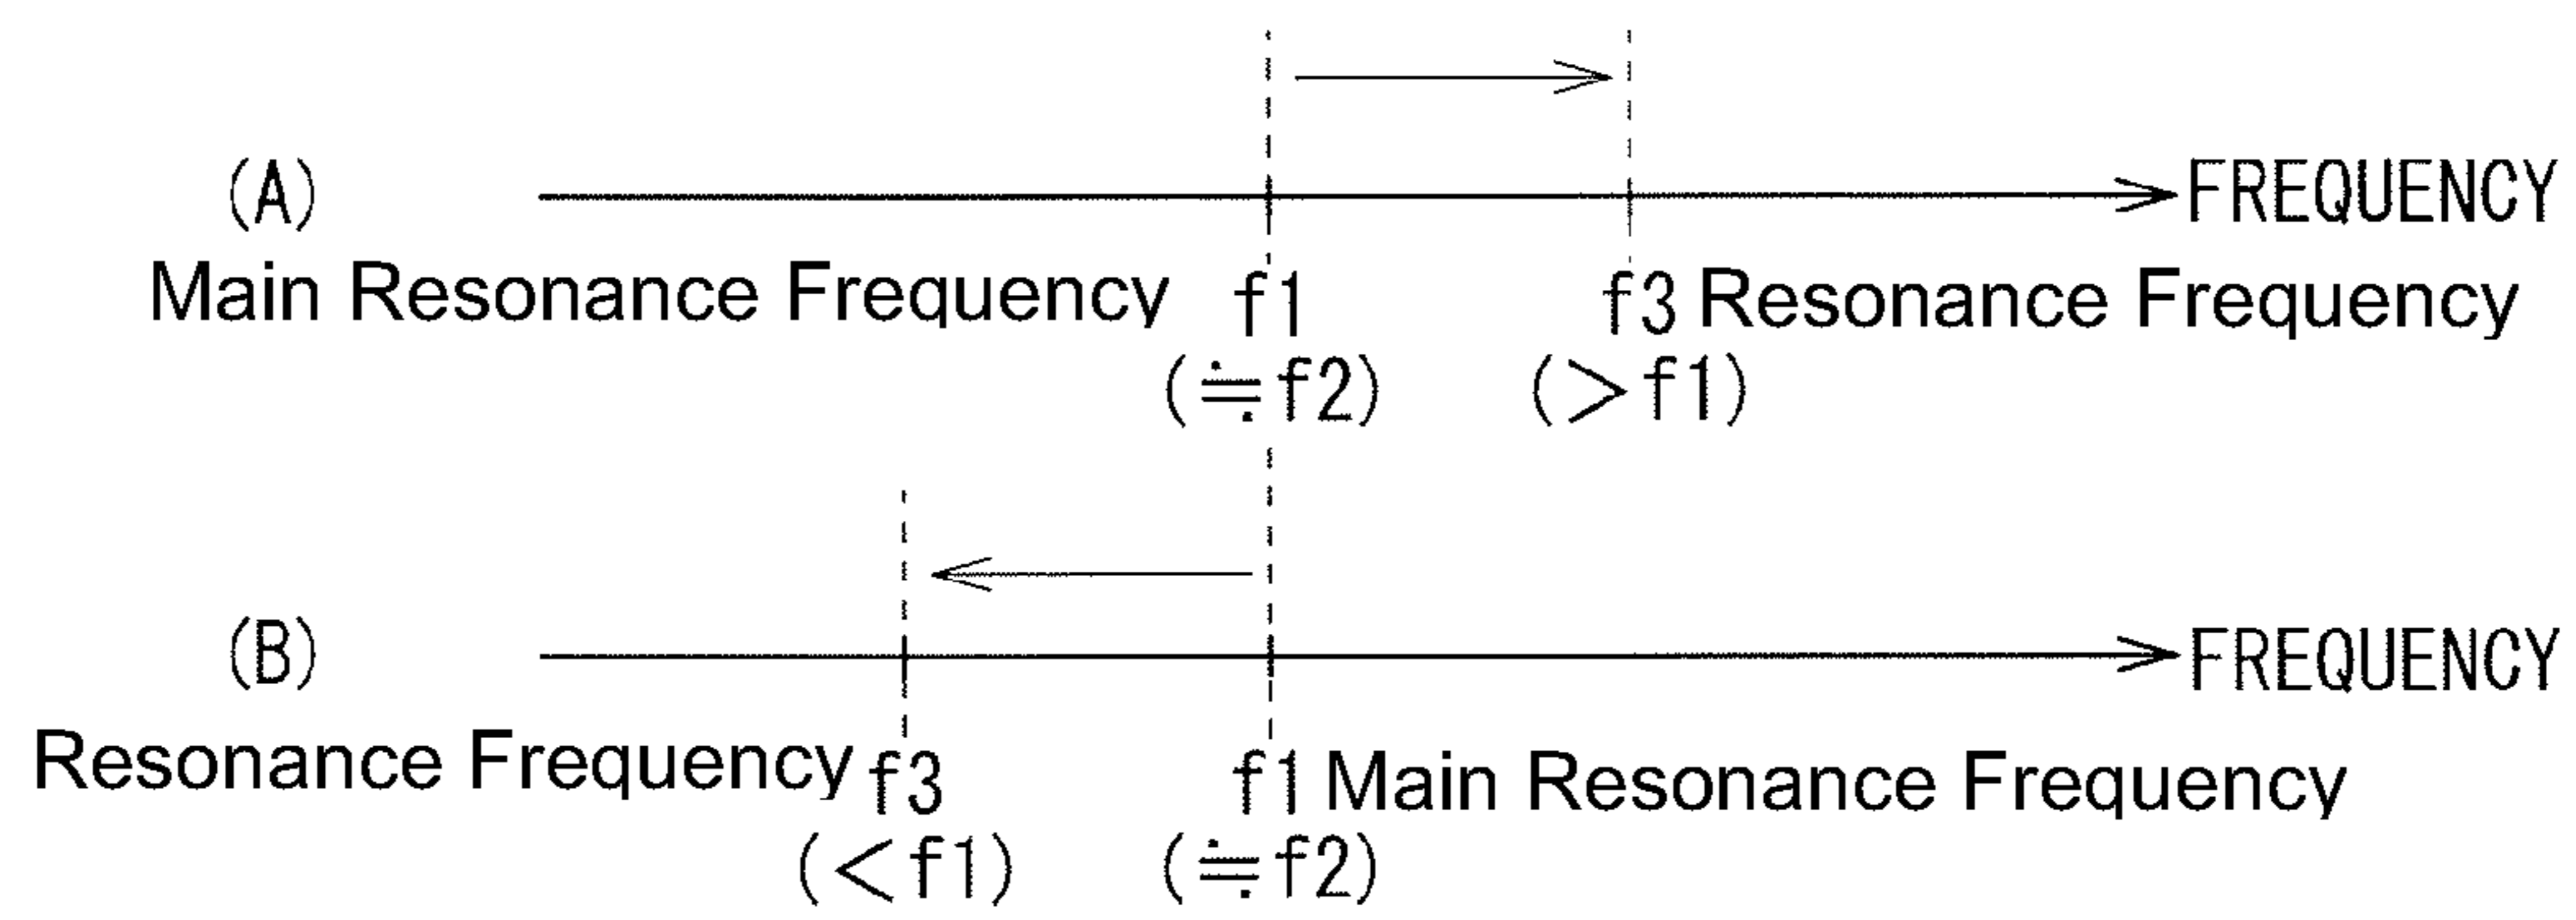 (A) FREQUENCY
Main Resonance Frequency f1 f3 Resonance Frequency
(≒f2) (>f1)
(B) FREQUENCY
Resonance Frequency f3 f1 Main Resonance Frequency
(<f1) (≒f2)